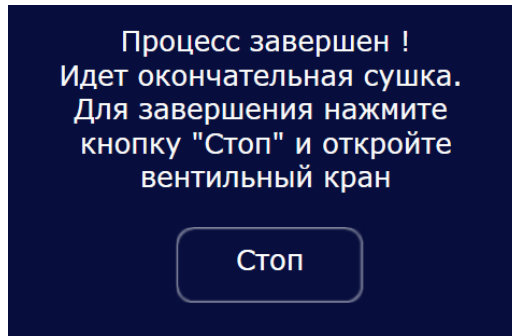 Процесс завершен !
Идет окончательная сушка.
Для завершения нажмите
кнопку "Стоп" и откройте
вентильный кран
Стоп